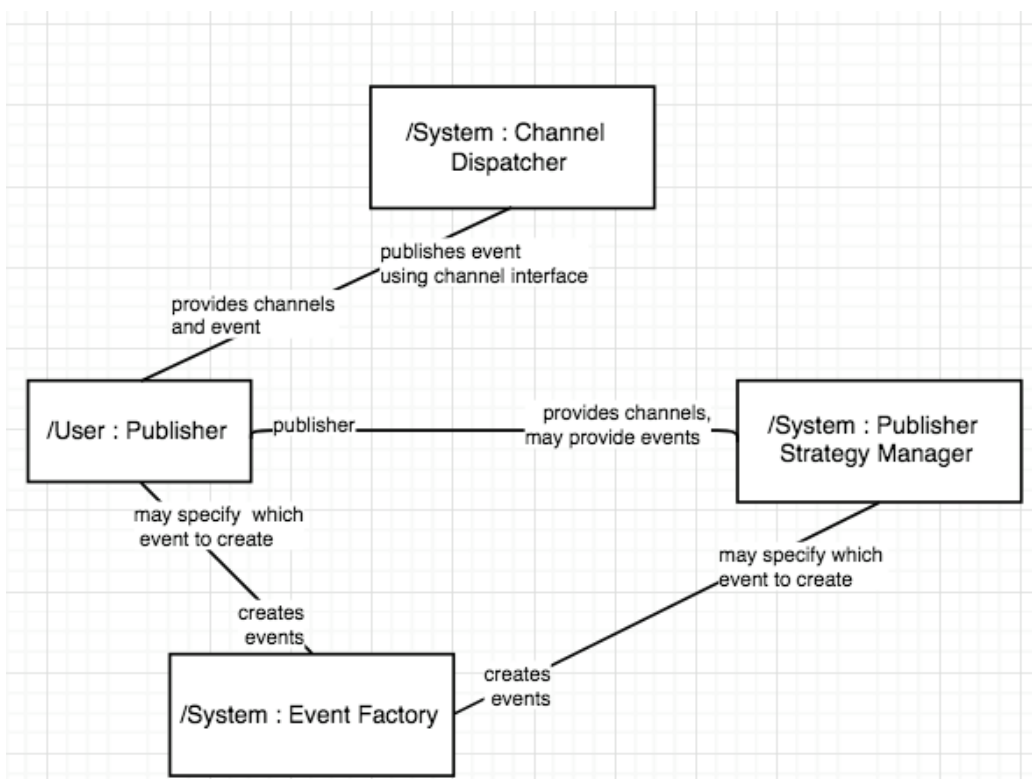 /System : Channel
Dispatcher
publishes event
using channel interface
provides channels
and event
/User : Publisher
publisher
provides channels,
may provide events
/System : Publisher
Strategy Manager
may specify which
event to create
may specify which
event to create
creates
events
creates
events
/System : Event Factory